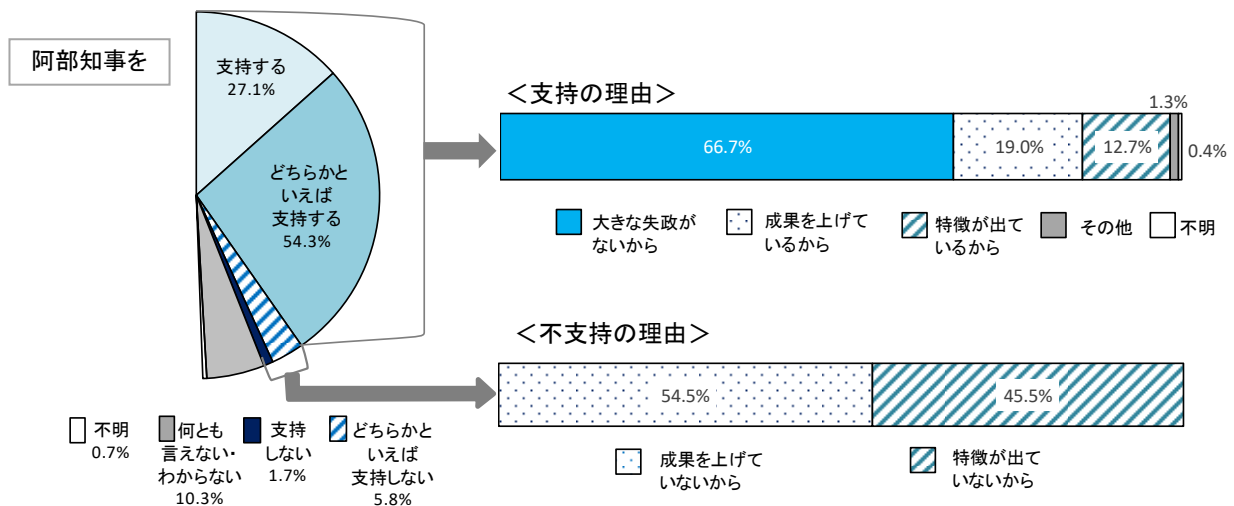 阿部知事を
支持する
27.1%
どちらかと
いえば
支持する
54.3%
不明
0.7%
何とも
言えない・
わからない
10.3%
支持
しない
1.7%
どちらかと
いえば
支持しない
5.8%
＜支持の理由＞
66.7%
19.0%
12.7%
1.3%
0.4%
大きな失政が
ないから
成果を上げて
いるから
特徴が出て
いるから
その他
不明
＜不支持の理由＞
54.5%
45.5%
成果を上げて
いないから
特徴が出て
いないから